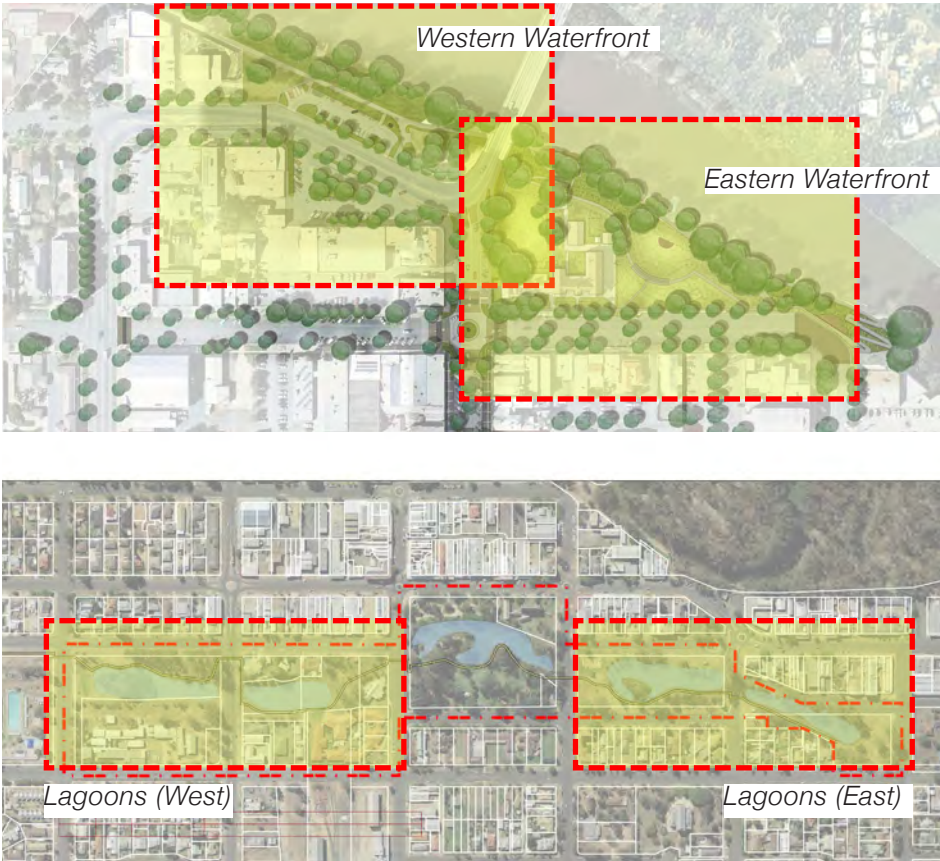 Western Waterfront
Eastern Waterfront
Lagoons (West)
Lagoons (East)